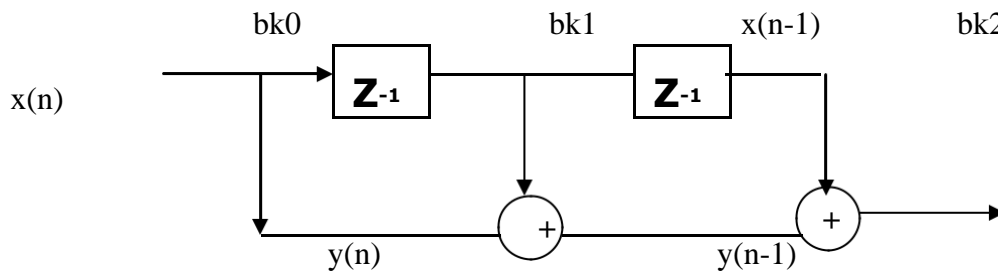 bk0 bk1 x(n-1) bk2
x(n)
Z-1 Z-1
+ +
y(n) y(n-1)